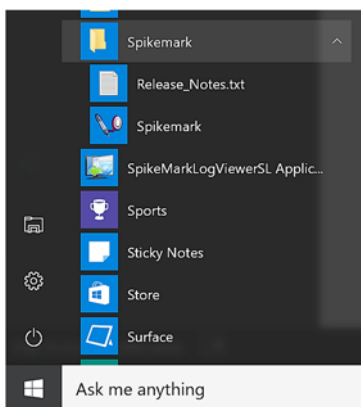 Spikemark
Release_Notes.txt
Spikemark
SpikeMarkLogViewerSL Applic...
Sports
Sticky Notes
Store
Surface
Ask me anything